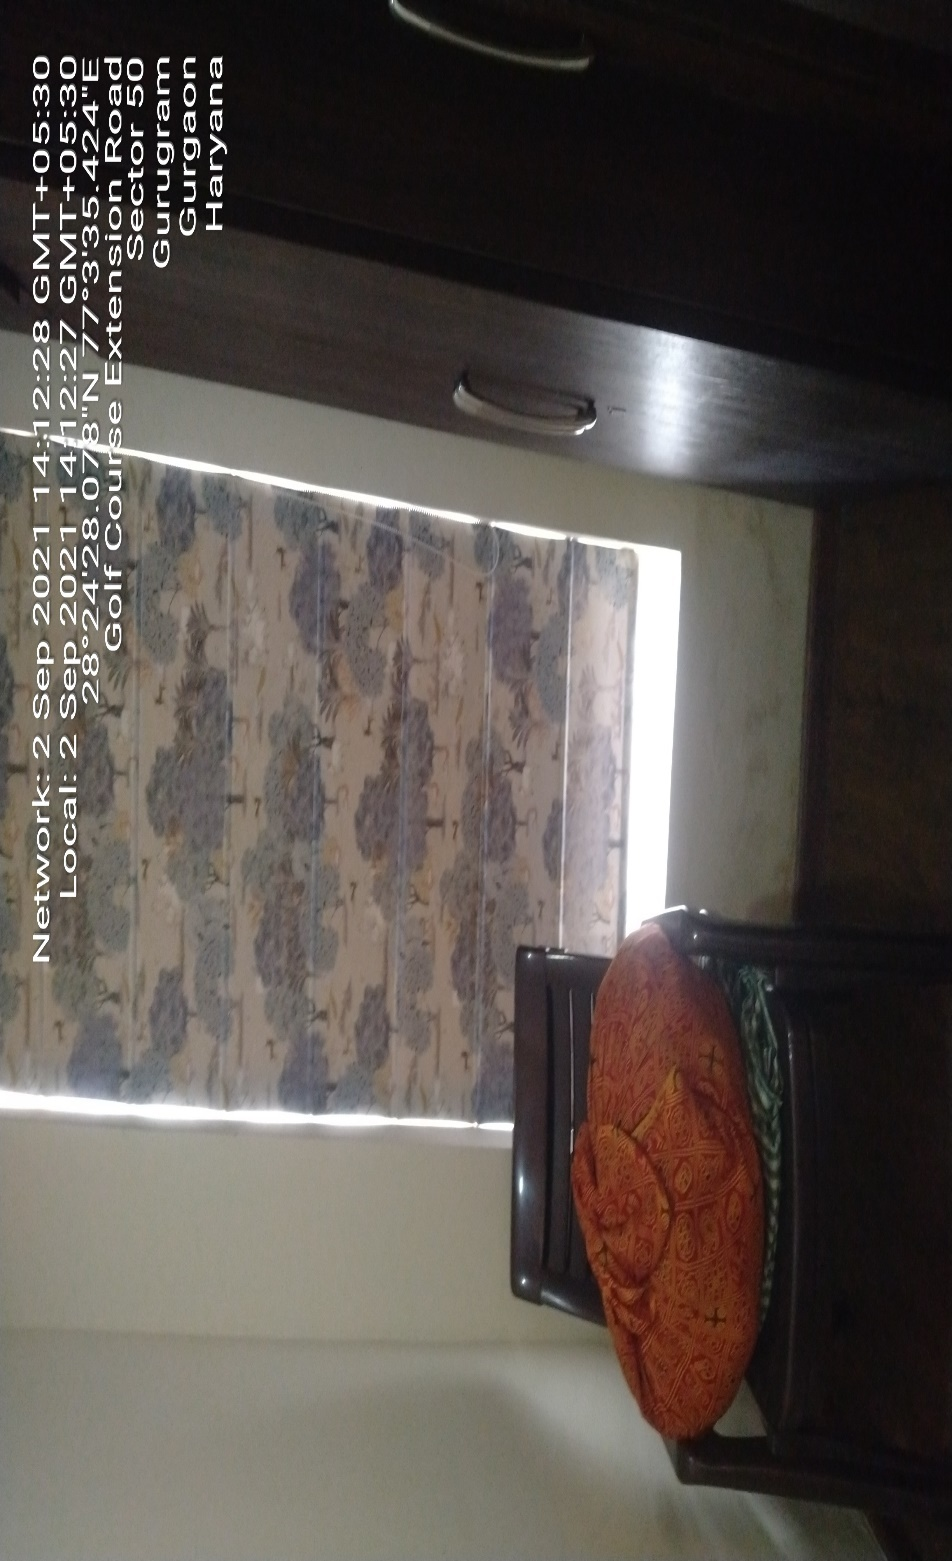 Network: 2 Sep 2021 14:12:28 GMT+05:30
Local: 2 Sep 2021 14:12:27 GMT+05:30
28°24'28.078"N 77°3'35.424"E
Golf Course Extension Road
Sector 50
Gurugram
Gurgaon
Haryana